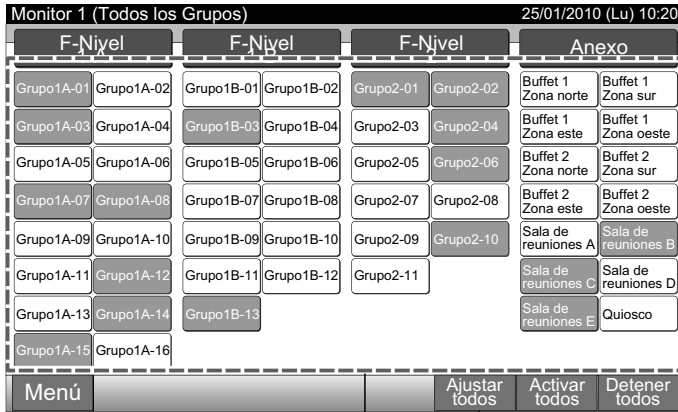 Monitor 1 (Todos los Grupos) 25/01/2010 (Lu) 10:20
F-Nivel F-Nivel F-Nivel Anexo
Grupo1A-01 Grupo1A-02 Grupo1B-01 Grupo1B-02 Grupo2-01 Grupo2-02 Buffet 1 Zona norte Buffet 1 Zona sur
Grupo1A-03 Grupo1A-04 Grupo1B-03 Grupo1B-04 Grupo2-03 Grupo2-04 Buffet 1 Zona este Buffet 1 Zona oeste
Grupo1A-05 Grupo1A-06 Grupo1B-05 Grupo1B-06 Grupo2-05 Grupo2-06 Buffet 2 Zona norte Buffet 2 Zona sur
Grupo1A-07 Grupo1A-08 Grupo1B-07 Grupo1B-08 Grupo2-07 Grupo2-08 Buffet 2 Zona este Buffet 2 Zona oeste
Grupo1A-09 Grupo1A-10 Grupo1B-09 Grupo1B-10 Grupo2-09 Grupo2-10 Sala de reuniones A Sala de reuniones B
Grupo1A-11 Grupo1A-12 Grupo1B-11 Grupo1B-12 Grupo2-11 Sala de reuniones C Sala de reuniones D
Grupo1A-13 Grupo1A-14 Grupo1B-13 Sala de reuniones E Quiosco
Grupo1A-15 Grupo1A-16
Menú Ajustar todos Activar todos Detener todos